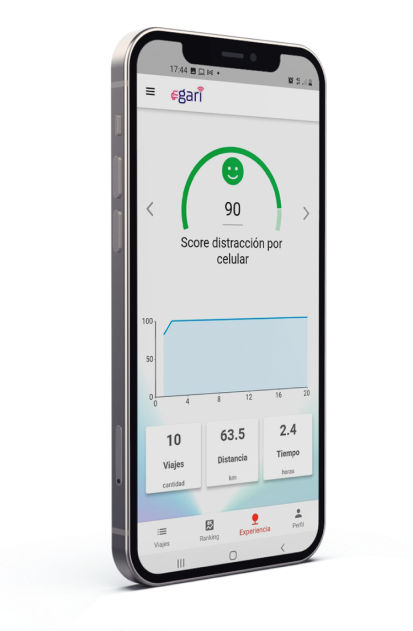 17:44
egari
90
Score distracción por
celular
100
50
0
0 4 8 12 16 20
10 63.5 2.4
Viajes Distancia Tiempo
cantidad km horas
Viajes Ranking Experiencia Perfil